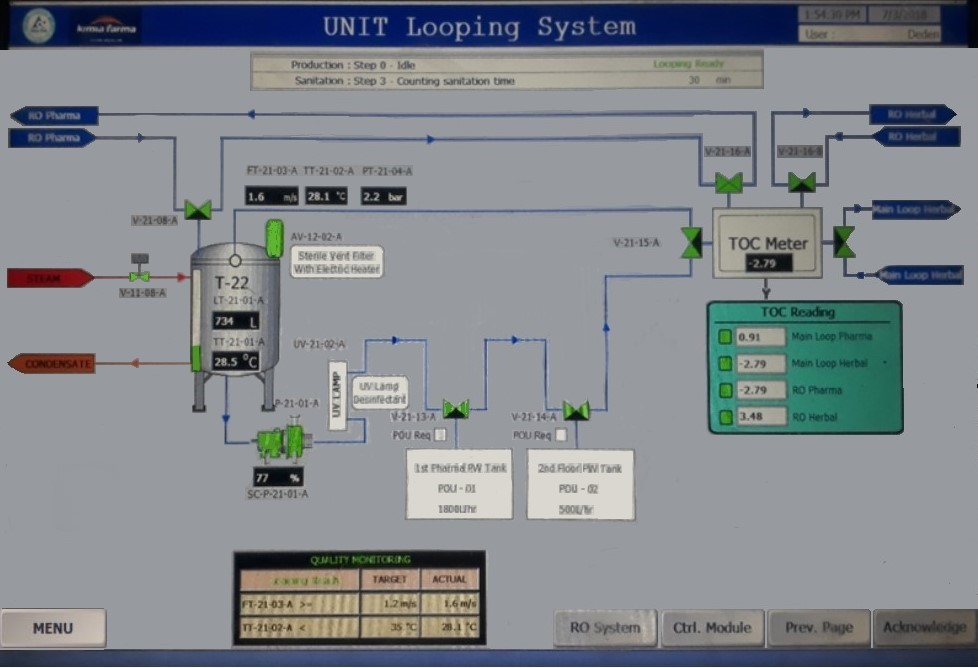 kimia farma
UNIT Looping System
1:54:30 PM 7/3/2018
User : Deden
Production : Step 0 - Idle Looping Ready
Sanitation : Step 3 - Counting sanitation time 30 min
RO Pharma
RO Pharma
RO Herbal
RO Herbal
V-21-16-A
V-21-16-B
FT-21-03-A TT-21-02-A PT-21-04-A
1.6 m/s 28.1 °C 2.2 bar
V-21-08-A
Main Loop Herbal
AV-12-02-A
Sterile Vent Filter
With Electric Heater
V-21-15-A
TOC Meter
-2.79
Main Loop Herbal
STEAM
V-11-08-A
T-22
LT-21-01-A
734 L
TT-21-01-A
28.5 °C
CONDENSATE
TOC Reading
0.91 Main Loop Pharma
-2.79 Main Loop Herbal
-2.79 RO Pharma
3.48 RO Herbal
UV-21-02-A
UV LAMP
UV Lamp
Desinfectant
P-21-01-A
V-21-13-A
POU Req
V-21-14-A
POU Req
77 %
SC-P-21-01-A
1st Pharma PW Tank
POU - 01
1800L/hr
2nd Floor PW Tank
POU - 02
500L/hr
QUALITY MONITORING
Looping Ready TARGET ACTUAL
FT-21-03-A >= 1.2 m/s 1.6 m/s
TT-21-02-A < 35 °C 28.1 °C
MENU
RO System
Ctrl. Module
Prev. Page
Acknowledge